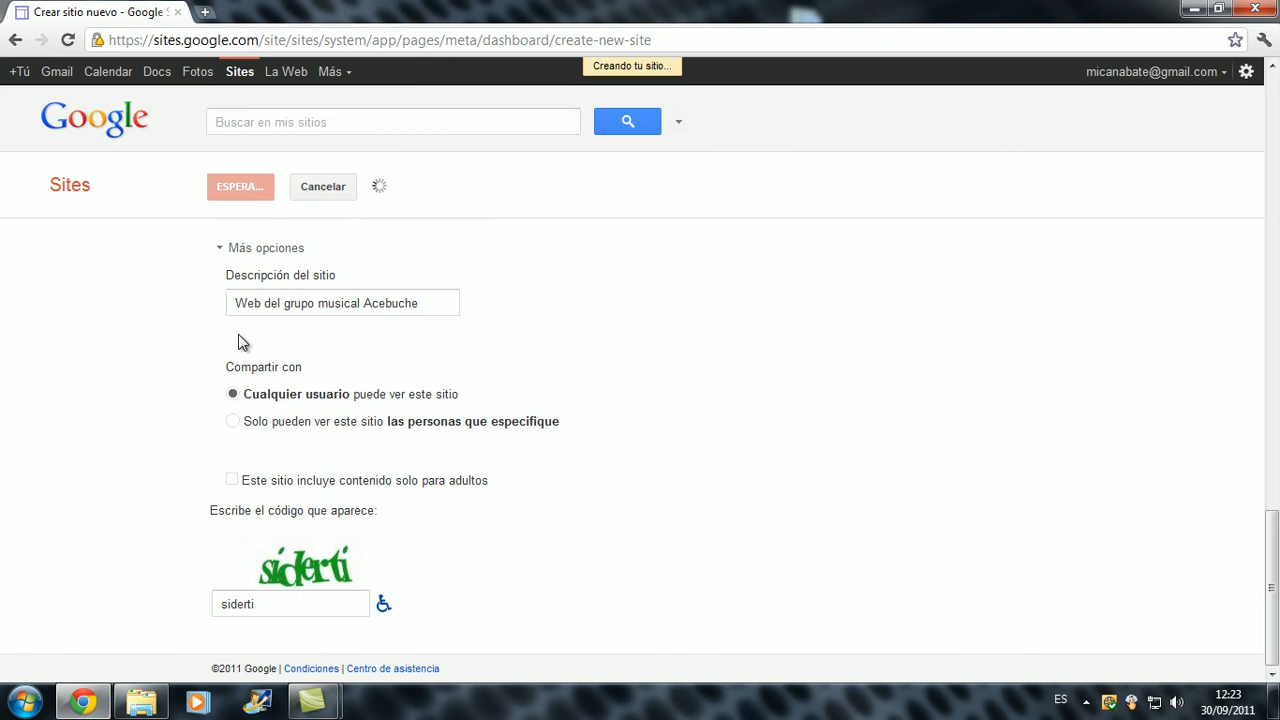 Crear sitio nuevo - Google S
https://sites.google.com/site/sites/system/app/pages/meta/dashboard/create-new-site
+Tú Gmail Calendar Docs Fotos Sites La Web Más
Creando tu sitio...
micanabate@gmail.com
Google
Buscar en mis sitios
Sites
ESPERA...
Cancelar
Más opciones
Descripción del sitio
Web del grupo musical Acebuche
Compartir con
Cualquier usuario puede ver este sitio
Solo pueden ver este sitio las personas que especifique
Este sitio incluye contenido solo para adultos
Escribe el código que aparece:
siderti
siderti
©2011 Google | Condiciones | Centro de asistencia
ES
12:23
30/09/2011